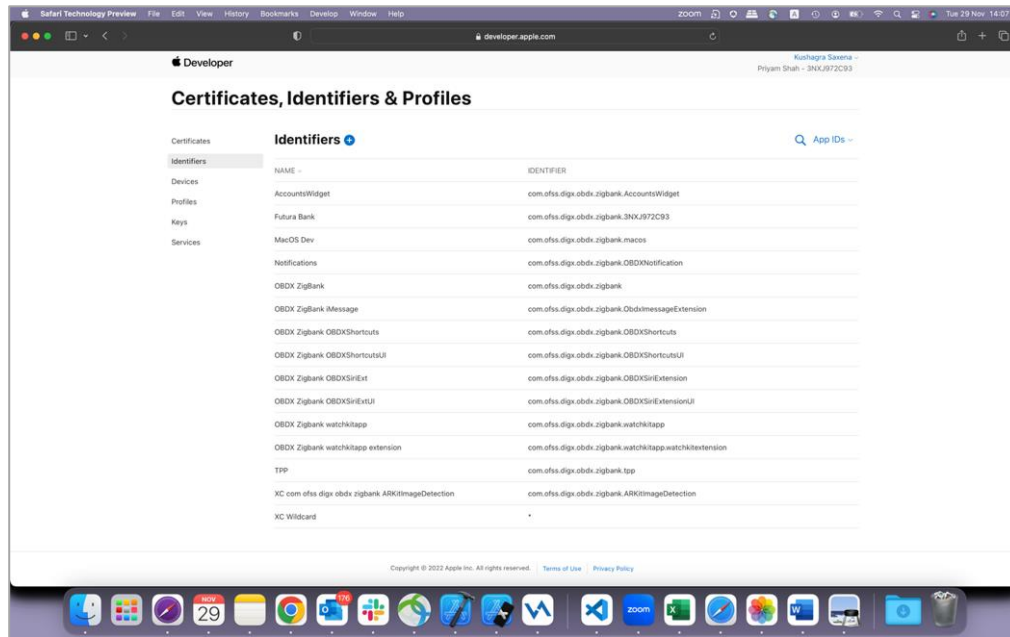 Safari Technology Preview File Edit View History Bookmarks Develop Window Help zoom A Tue 29 Nov 14:07
developer.apple.com
Developer
Kushagra Saxena
Priyam Shah - 3NXJ972C93
Certificates, Identifiers & Profiles
Certificates
Identifiers
Devices
Profiles
Keys
Services
Identifiers
App IDs
NAME IDENTIFIER
AccountsWidget com.ofss.digx.obdx.zigbank.AccountsWidget
Futura Bank com.ofss.digx.obdx.zigbank.3NXJ972C93
MacOS Dev com.ofss.digx.obdx.zigbank.macos
Notifications com.ofss.digx.obdx.zigbank.OBDXNotification
OBDX ZigBank com.ofss.digx.obdx.zigbank
OBDX ZigBank iMessage com.ofss.digx.obdx.zigbank.ObdxImessageExtension
OBDX Zigbank OBDXShortcuts com.ofss.digx.obdx.zigbank.OBDXShortcuts
OBDX Zigbank OBDXShortcutsUI com.ofss.digx.obdx.zigbank.OBDXShortcutsUI
OBDX Zigbank OBDXSiriExt com.ofss.digx.obdx.zigbank.OBDXSiriExtension
OBDX Zigbank OBDXSiriExtUI com.ofss.digx.obdx.zigbank.OBDXSiriExtensionUI
OBDX Zigbank watchkitapp com.ofss.digx.obdx.zigbank.watchkitapp
OBDX Zigbank watchkitapp extension com.ofss.digx.obdx.zigbank.watchkitapp.watchkitextension
TPP com.ofss.digx.obdx.zigbank.tpp
XC com ofss digx obdx zigbank ARKitImageDetection com.ofss.digx.obdx.zigbank.ARKitImageDetection
XC Wildcard *
Copyright © 2022 Apple Inc. All rights reserved. Terms of Use Privacy Policy
NOV
29
176
zoom